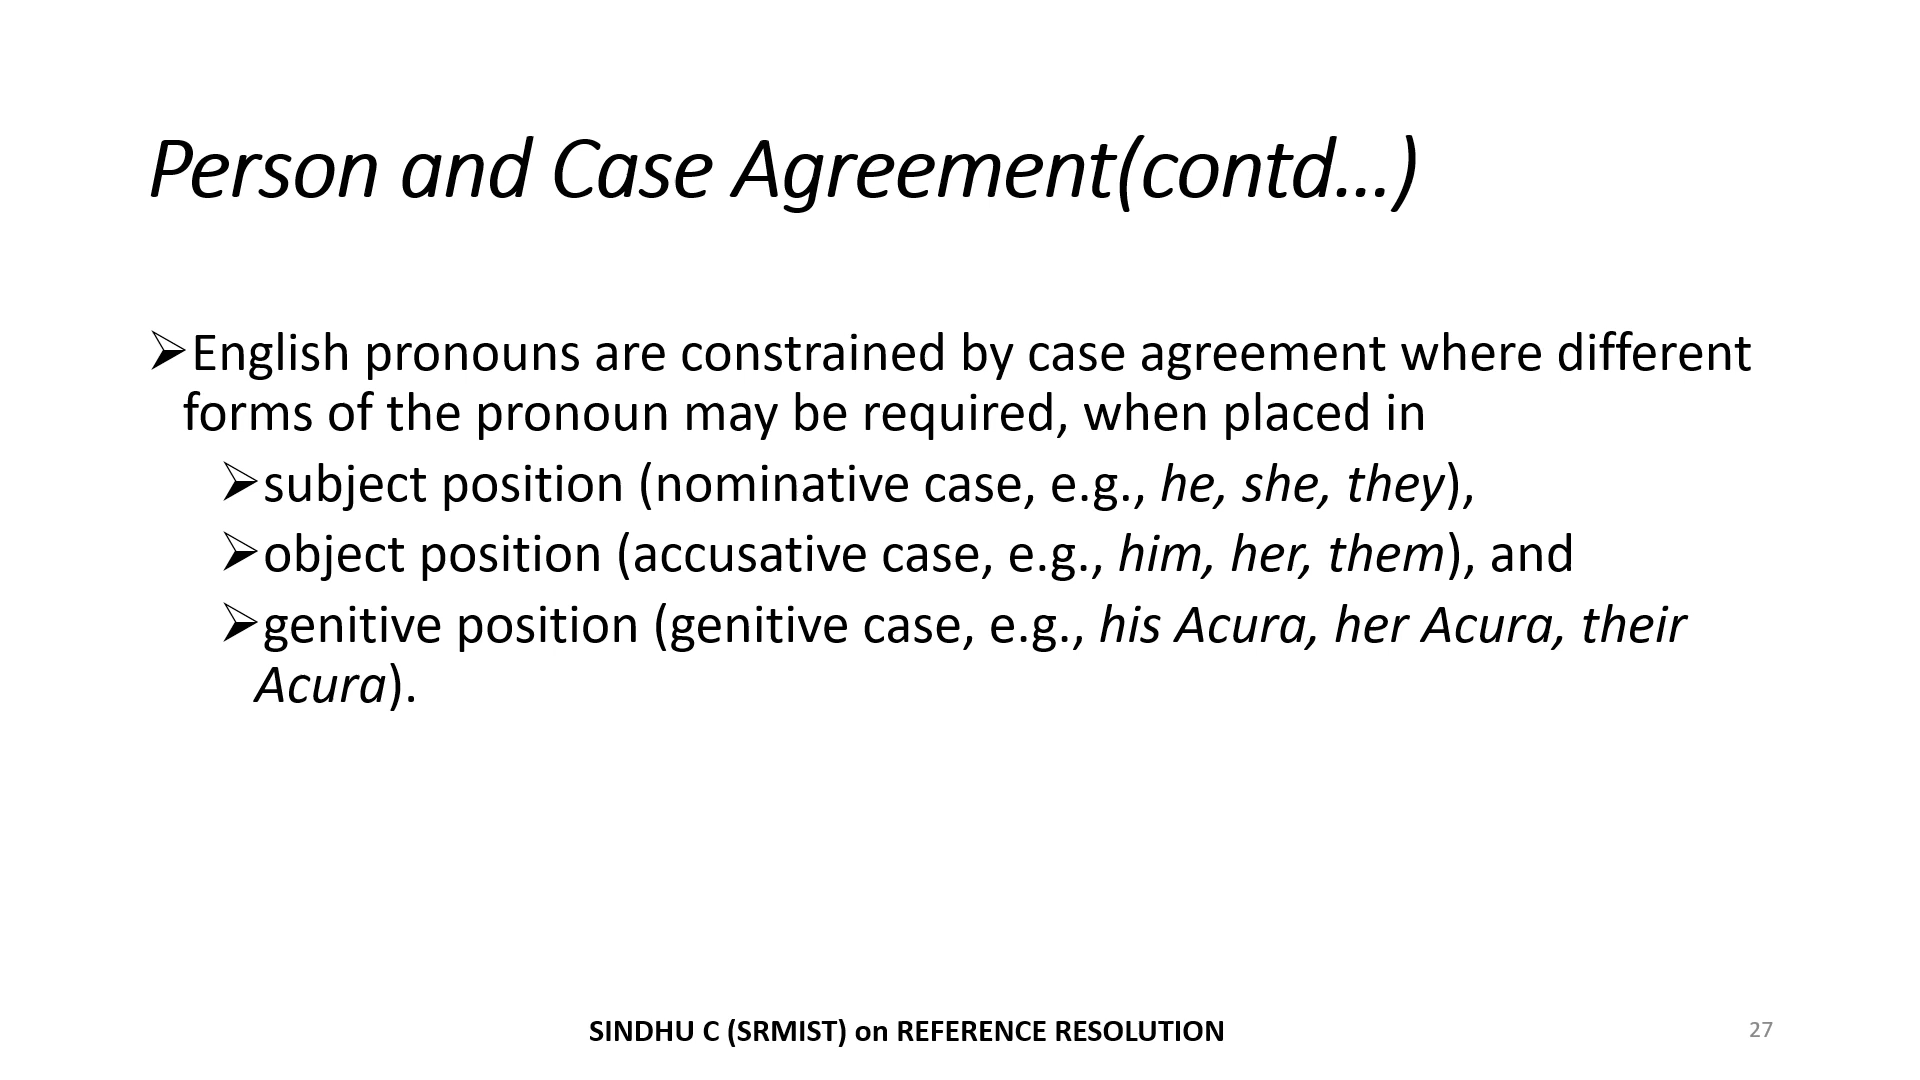 Person and Case Agreement(contd…)
➢English pronouns are constrained by case agreement where different
forms of the pronoun may be required, when placed in
➢subject position (nominative case, e.g., he, she, they),
➢object position (accusative case, e.g., him, her, them), and
➢genitive position (genitive case, e.g., his Acura, her Acura, their
Acura).
SINDHU C (SRMIST) on REFERENCE RESOLUTION
27